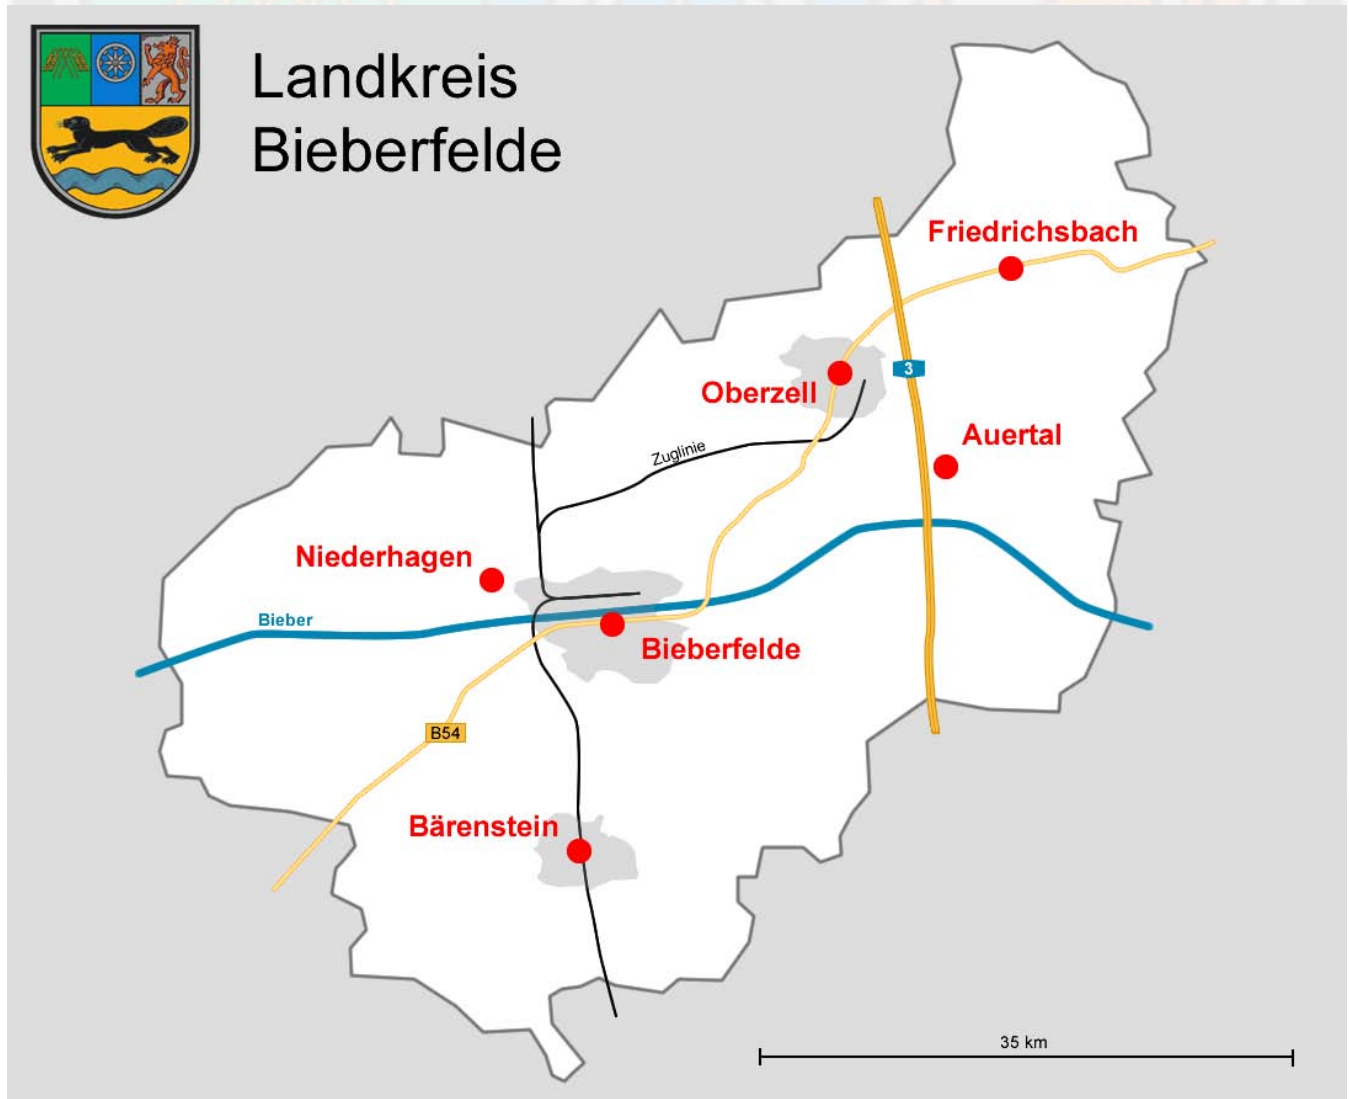 Landkreis
Bieberfelde
Friedrichsbach
3
Oberzell
Auertal
Zuglinie
Niederhagen
Bieber
Bieberfelde
B54
Bärenstein
35 km